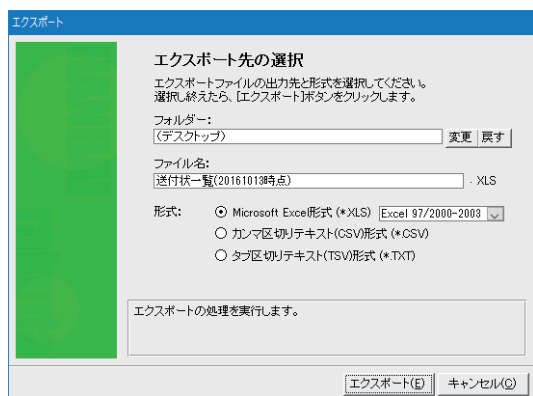 エクスポート
エクスポート先の選択
エクスポートファイルの出力先と形式を選択してください。
選択し終えたら、[エクスポート]ボタンをクリックします。
フォルダー:
(デスクトップ)
変更 戻す
ファイル名:
送付状一覧(20161013時点)
. XLS
形式:
Microsoft Excel形式 (*.XLS) Excel 97/2000-2003
カンマ区切りテキスト(CSV)形式 (*.CSV)
タブ区切りテキスト(TSV)形式 (*.TXT)
エクスポートの処理を実行します。
エクスポート(E) キャンセル(C)